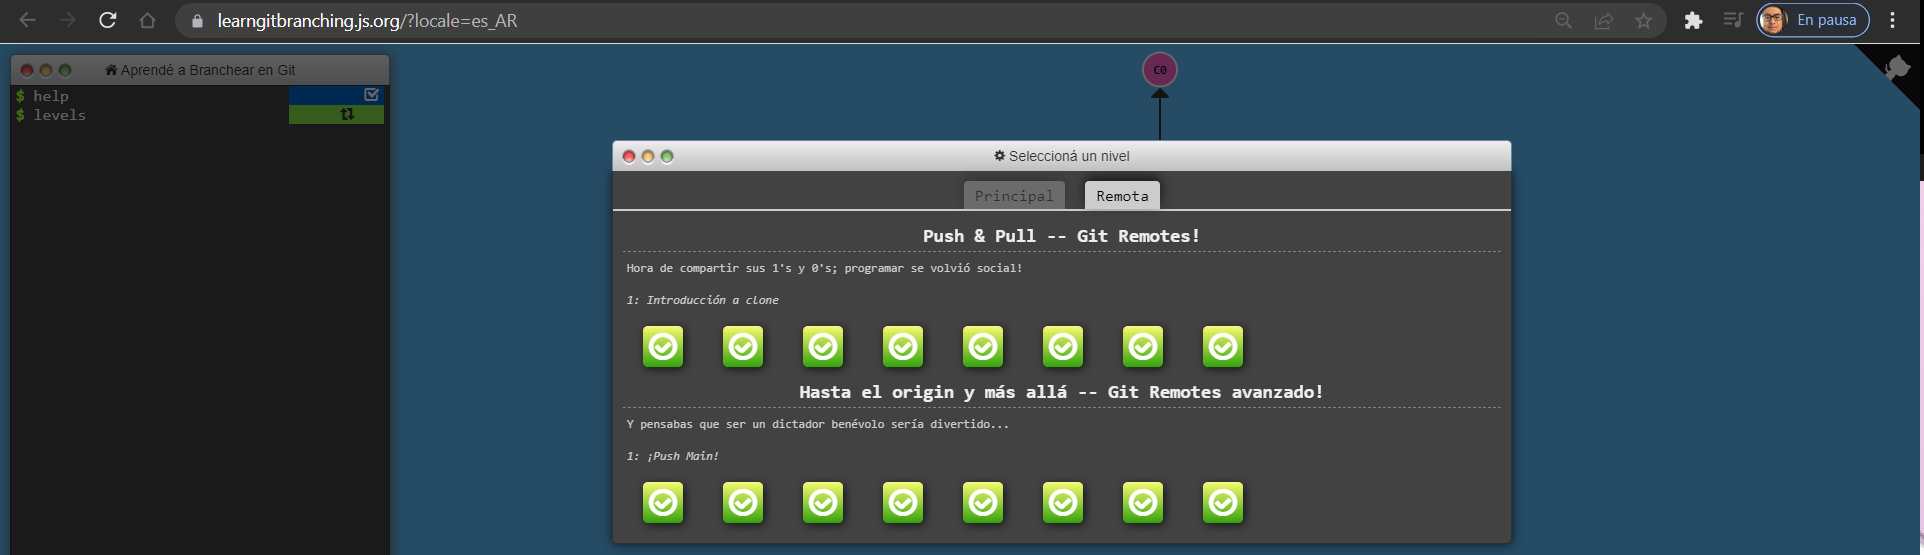 learngitbranching.js.org/?locale=es_AR
En pausa
Aprendé a Branchear en Git
$ help
$ levels
C0
Seleccioná un nivel
Principal
Remota
Push & Pull -- Git Remotes!
Hora de compartir sus 1's y 0's; programar se volvió social!
1: Introducción a clone
Hasta el origin y más allá -- Git Remotes avanzado!
Y pensabas que ser un dictador benévolo sería divertido...
1: ¡Push Main!